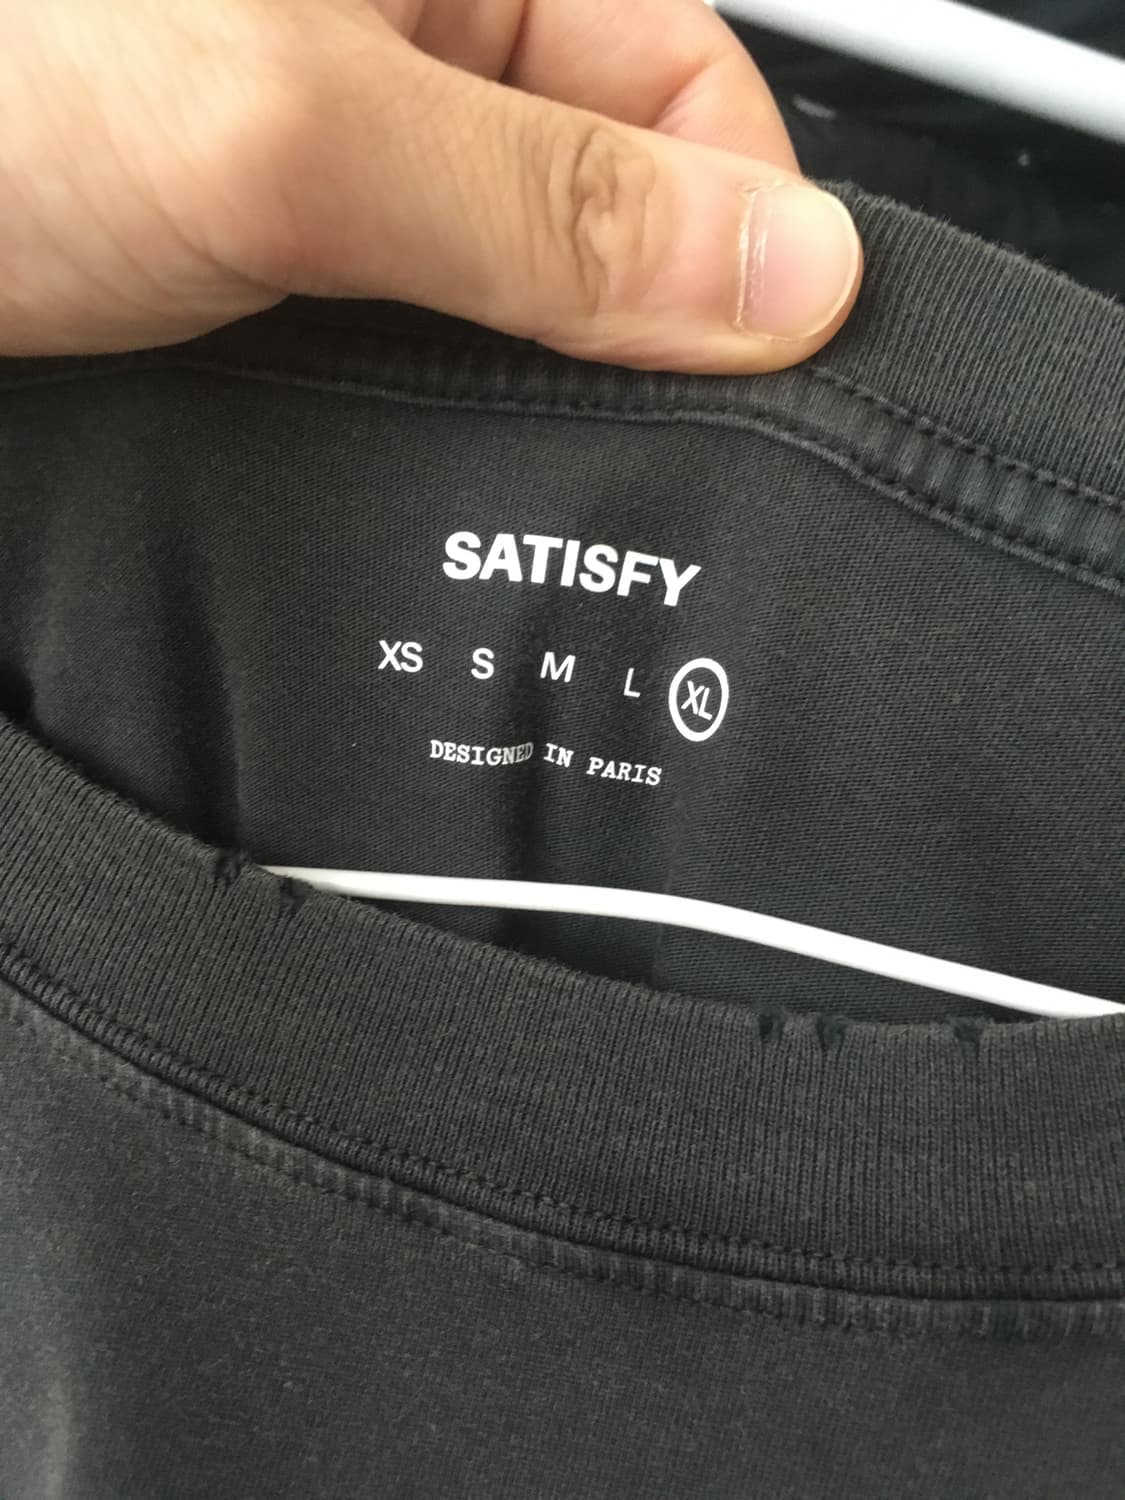 SATISFY
XS S M L XL
DESIGNED IN PARIS